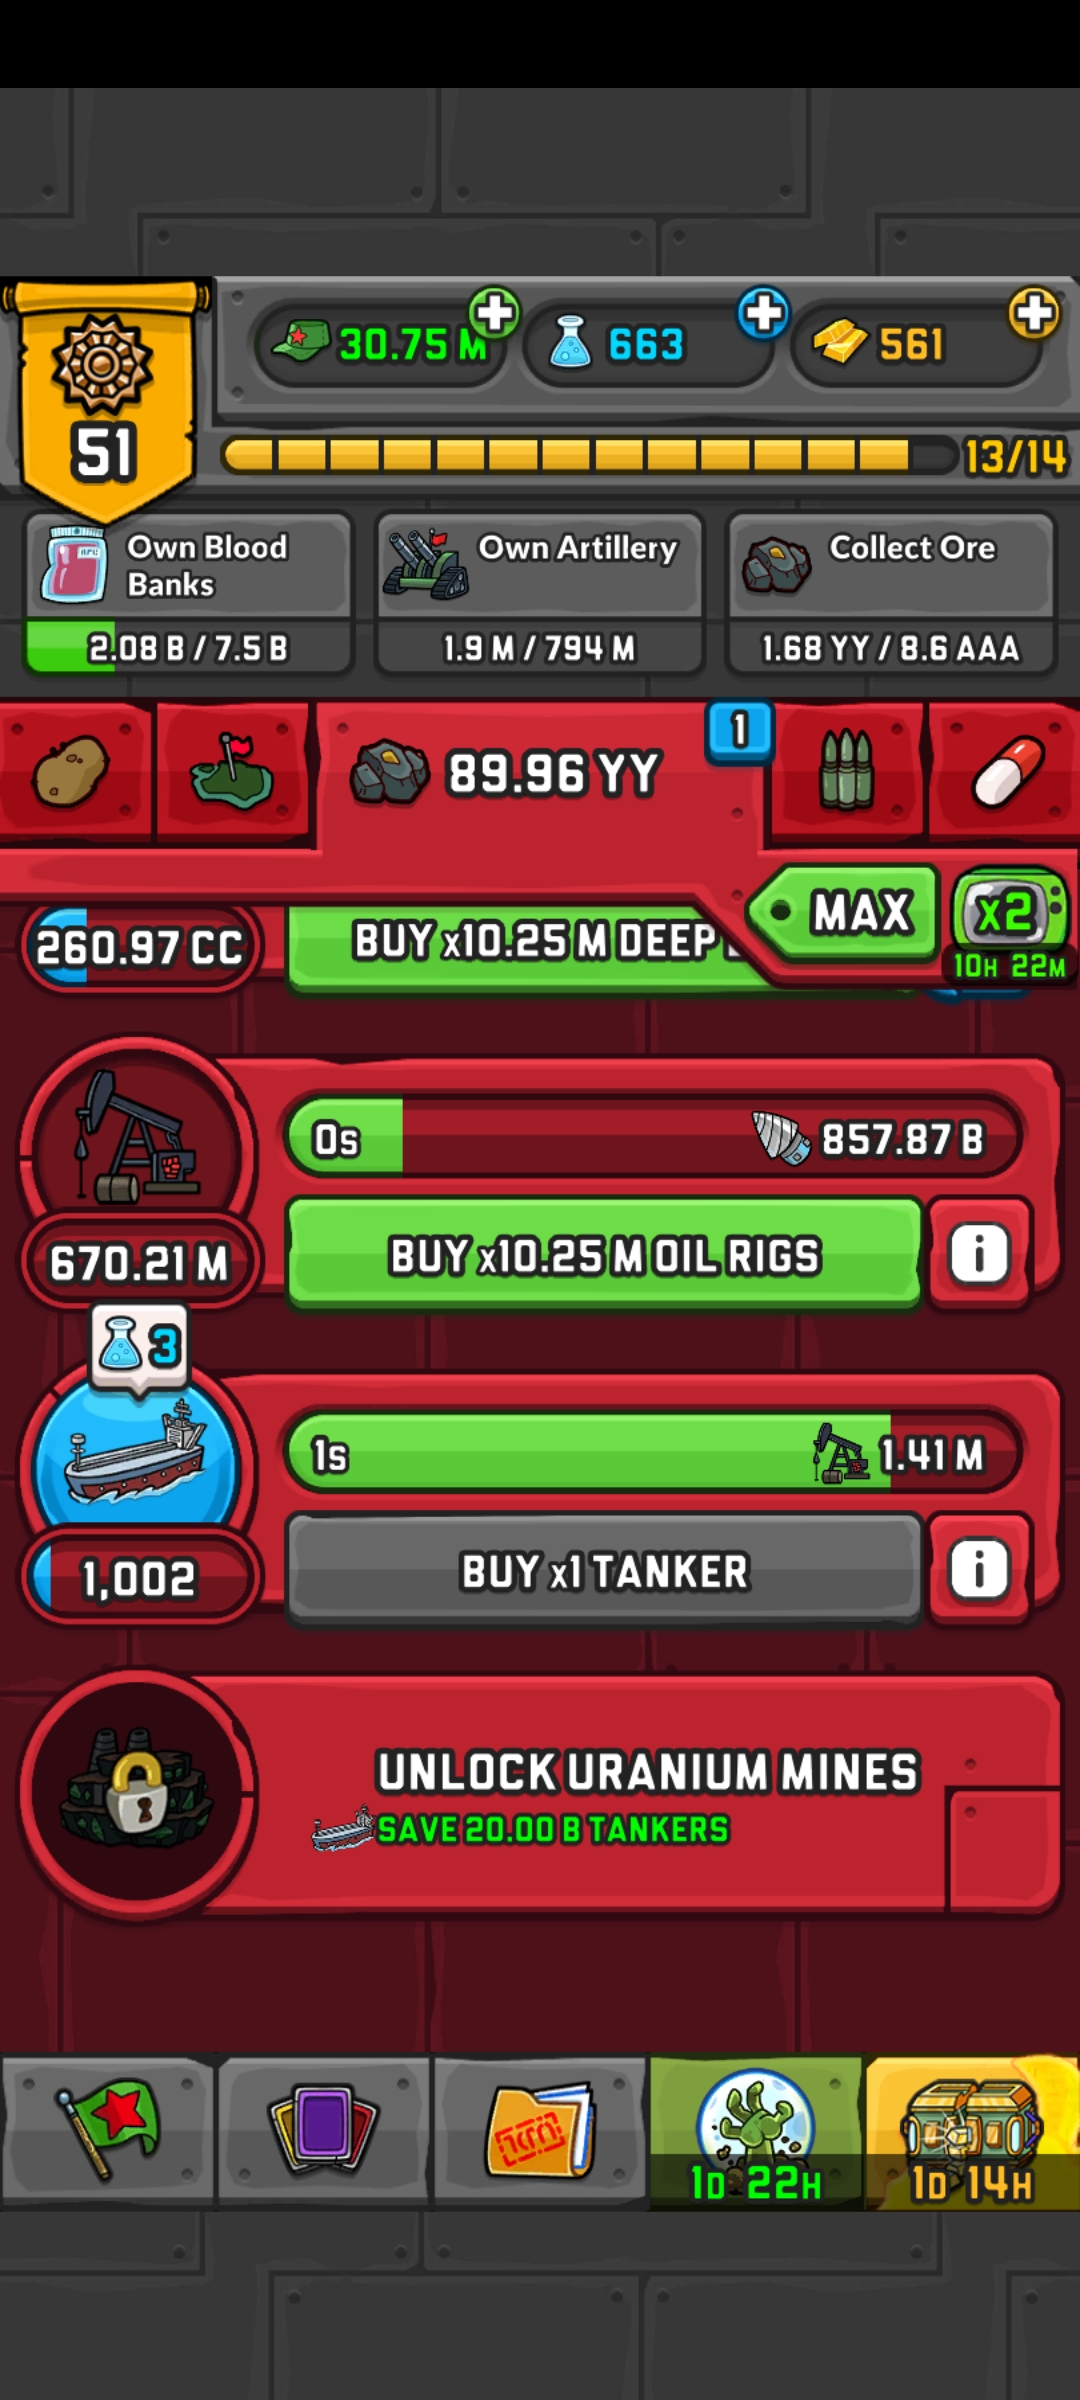 30.75 M
663
561
51
13/14
Own Blood
Banks
Own Artillery
Collect Ore
2.08 B / 7.5 B
1.9 M / 794 M
1.68 YY / 8.6 AAA
1
89.96 YY
MAX
x2
10H 22M
260.97 CC
BUY x10.25 M DEEP
0s
857.87 B
BUY x10.25 M OIL RIGS
i
670.21 M
3
1s
1.41 M
BUY x1 TANKER
i
1,002
UNLOCK URANIUM MINES
SAVE 20.00 B TANKERS
1D 22H
1D 14H